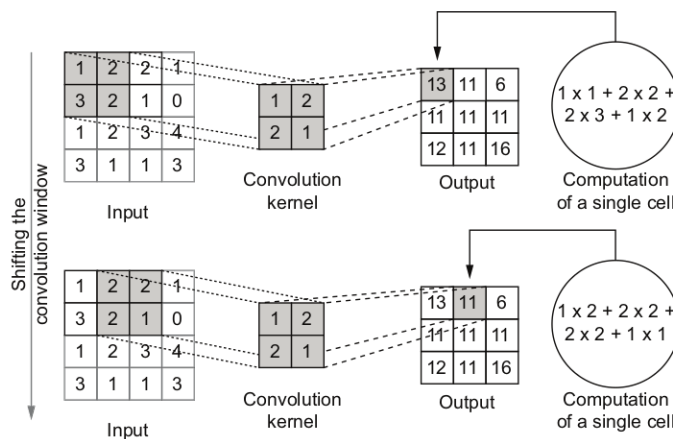 Shifting the
convolution window
1 2 2 1
3 2 1 0
1 2 3 4
3 1 1 3
Input
1 2
2 1
Convolution
kernel
13 11 6
11 11 11
12 11 16
Output
1 x 1 + 2 x 2 +
2 x 3 + 1 x 2
Computation
of a single cell
1 2 2 1
3 2 1 0
1 2 3 4
3 1 1 3
Input
1 2
2 1
Convolution
kernel
13 11 6
11 11 11
12 11 16
Output
1 x 2 + 2 x 2 +
2 x 2 + 1 x 1
Computation
of a single cell